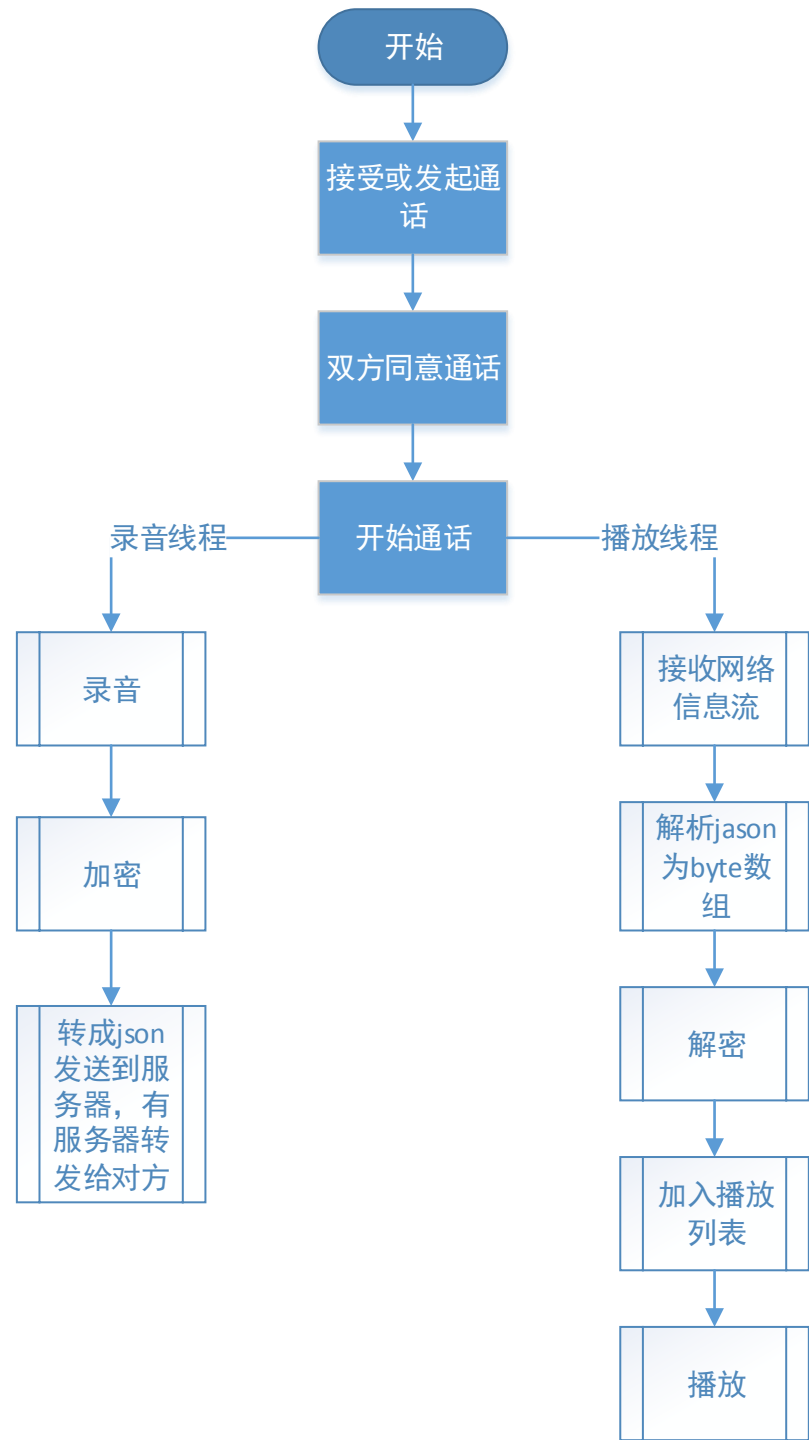 开始
接受或发起通
话
双方同意通话
开始通话
录音线程
播放线程
录音
加密
转成json
发送到服
务器，有
服务器转
发给对方
接收网络
信息流
解析jason
为byte数
组
解密
加入播放
列表
播放